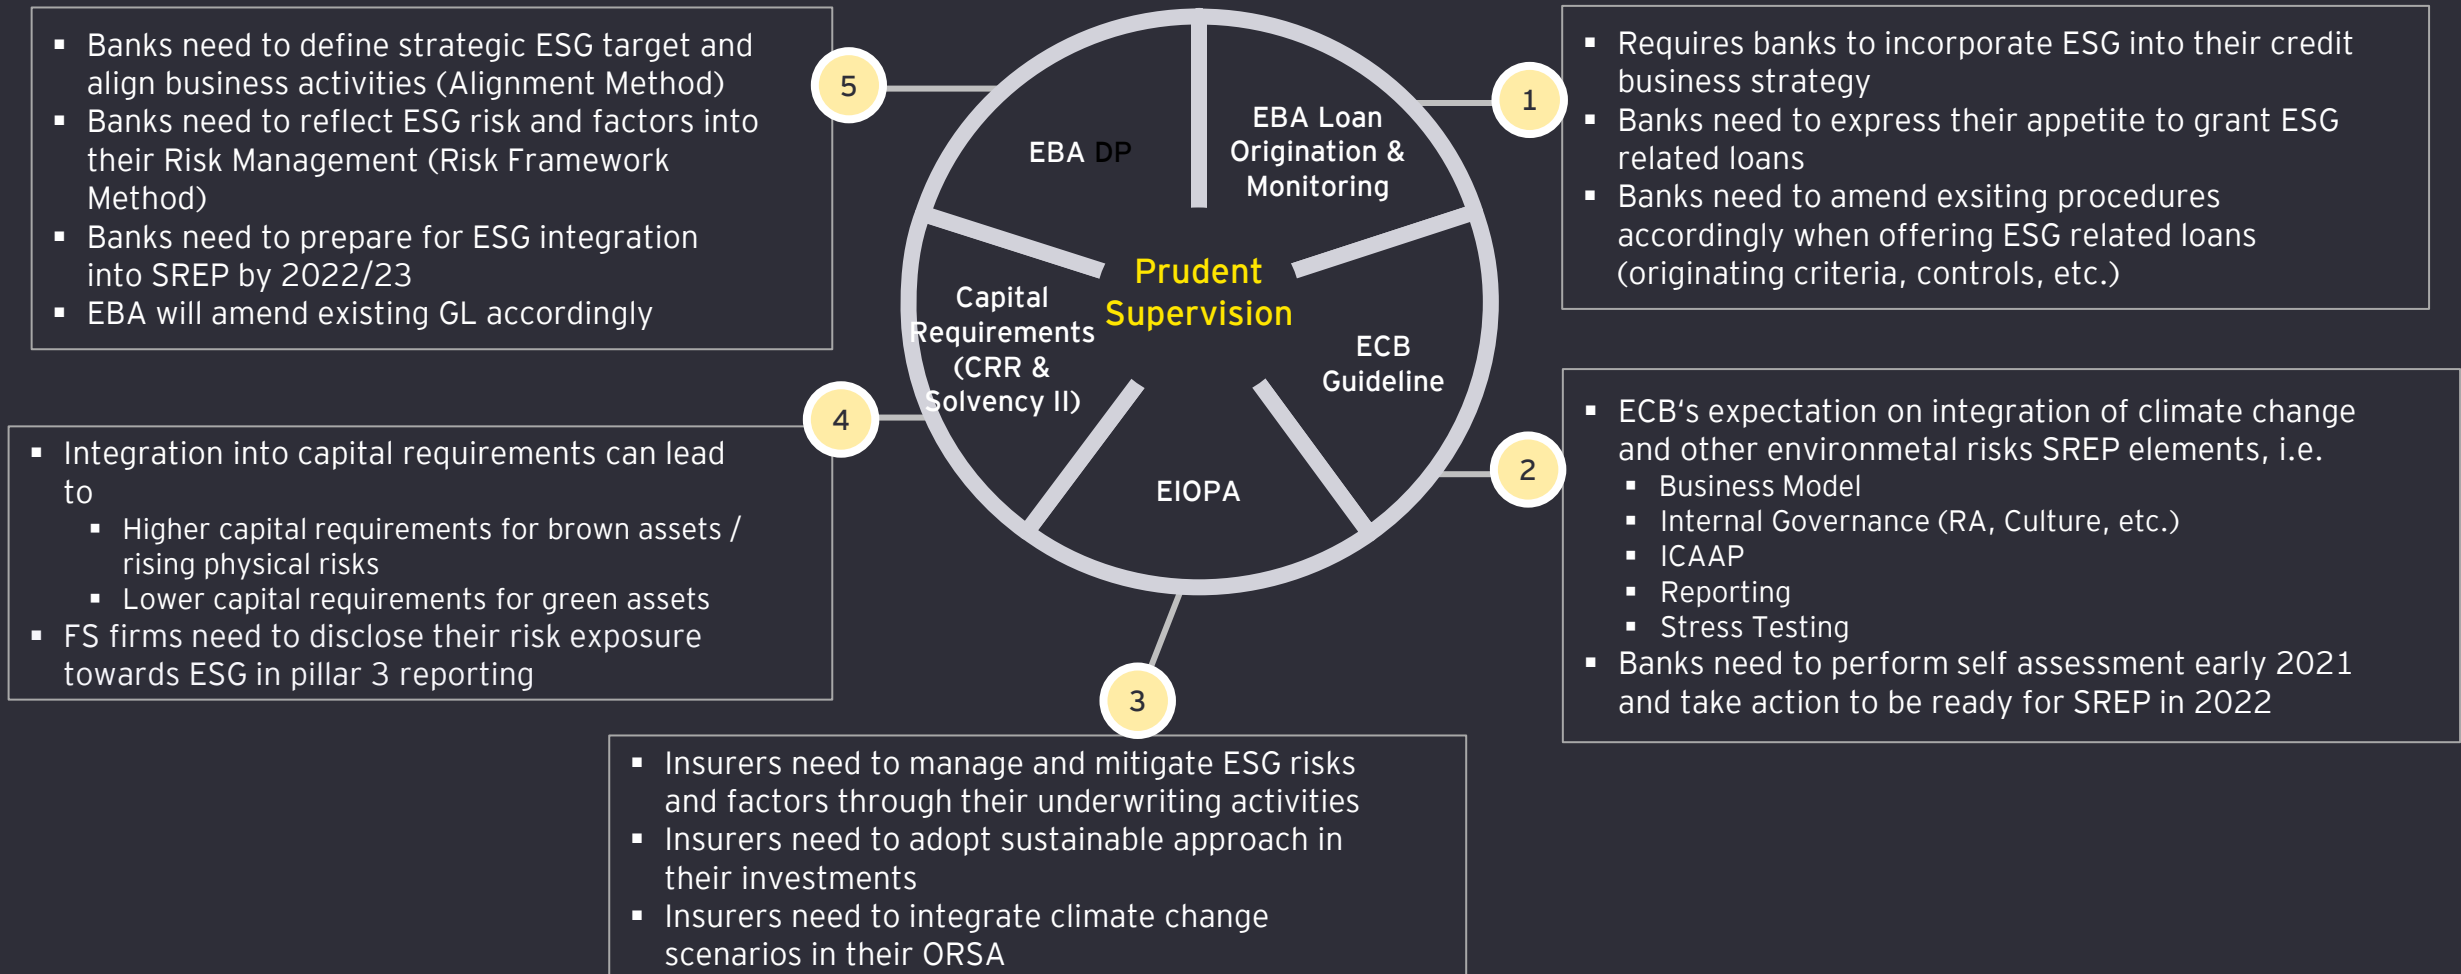 ▪ Banks need to define strategic ESG target and
align business activities (Alignment Method)
▪ Banks need to reflect ESG risk and factors into
their Risk Management (Risk Framework
Method)
▪ Banks need to prepare for ESG integration
into SREP by 2022/23
▪ EBA will amend existing GL accordingly
5
EBA DP
EBA Loan
Origination &
Monitoring
1
▪ Requires banks to incorporate ESG into their credit
business strategy
▪ Banks need to express their appetite to grant ESG
related loans
▪ Banks need to amend exsiting procedures
accordingly when offering ESG related loans
(originating criteria, controls, etc.)
Prudent
Supervision
Capital
Requirements
(CRR &
Solvency II)
ECB
Guideline
EIOPA
4
▪ Integration into capital requirements can lead
to
▪ Higher capital requirements for brown assets /
rising physical risks
▪ Lower capital requirements for green assets
▪ FS firms need to disclose their risk exposure
towards ESG in pillar 3 reporting
2
▪ ECB‘s expectation on integration of climate change
and other environmetal risks SREP elements, i.e.
▪ Business Model
▪ Internal Governance (RA, Culture, etc.)
▪ ICAAP
▪ Reporting
▪ Stress Testing
▪ Banks need to perform self assessment early 2021
and take action to be ready for SREP in 2022
3
▪ Insurers need to manage and mitigate ESG risks
and factors through their underwriting activities
▪ Insurers need to adopt sustainable approach in
their investments
▪ Insurers need to integrate climate change
scenarios in their ORSA